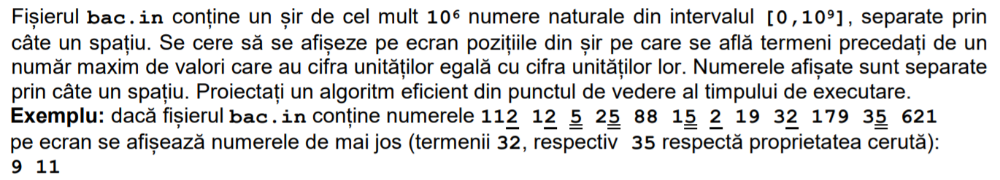 Fișierul bac.in conține un șir de cel mult 10⁶ numere naturale din intervalul [0,10⁹], separate prin
câte un spațiu. Se cere să se afișeze pe ecran pozițiile din șir pe care se află termeni precedați de un
număr maxim de valori care au cifra unităților egală cu cifra unităților lor. Numerele afișate sunt separate
prin câte un spațiu. Proiectați un algoritm eficient din punctul de vedere al timpului de executare.
Exemplu: dacă fișierul bac.in conține numerele 112 12 5 25 88 15 2 19 32 179 35 621
pe ecran se afișează numerele de mai jos (termenii 32, respectiv 35 respectă proprietatea cerută):
9 11